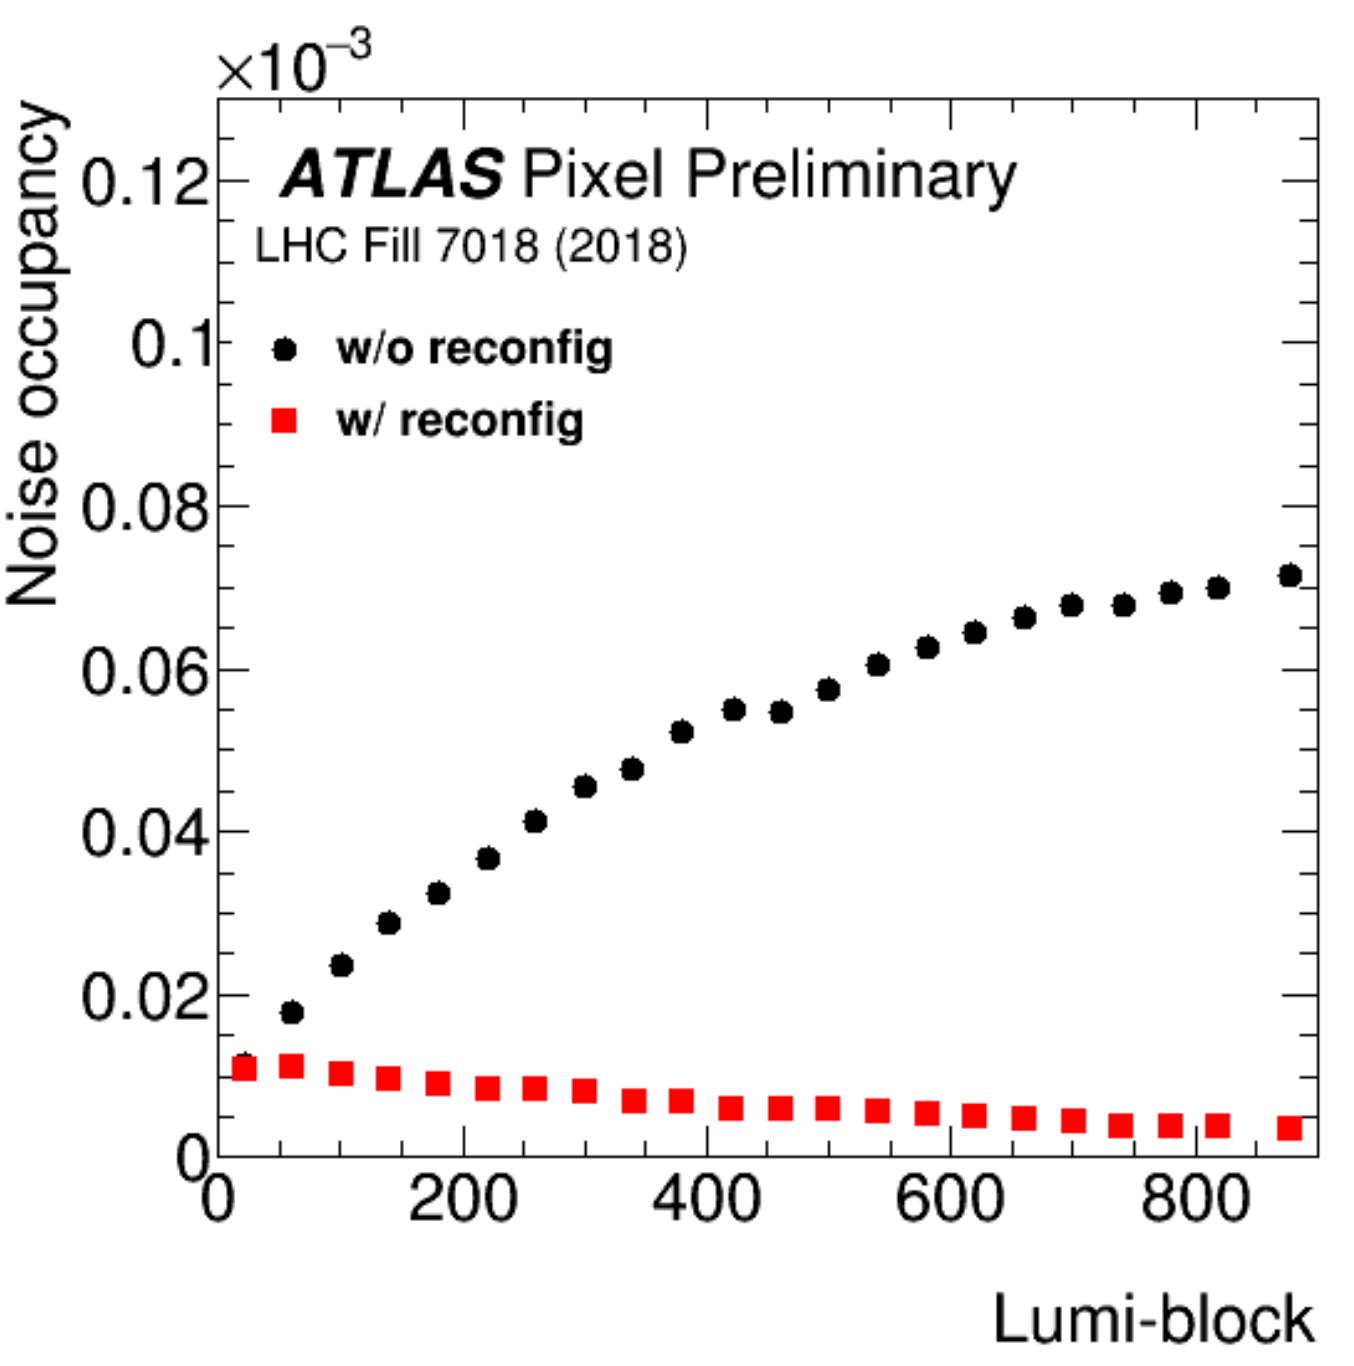 ×10⁻³
Noise occupancy
ATLAS Pixel Preliminary
LHC Fill 7018 (2018)
w/o reconfig
w/ reconfig
0.12
0.1
0.08
0.06
0.04
0.02
0
0 200 400 600 800
Lumi-block